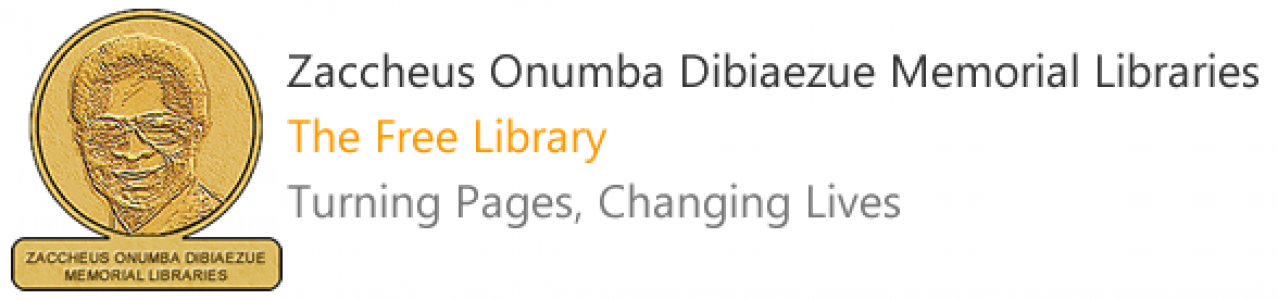 Zaccheus Onumba Dibiaezue Memorial Libraries
The Free Library
Turning Pages, Changing Lives
ZACCHEUS ONUMBA DIBIAEZUE
MEMORIAL LIBRARIES